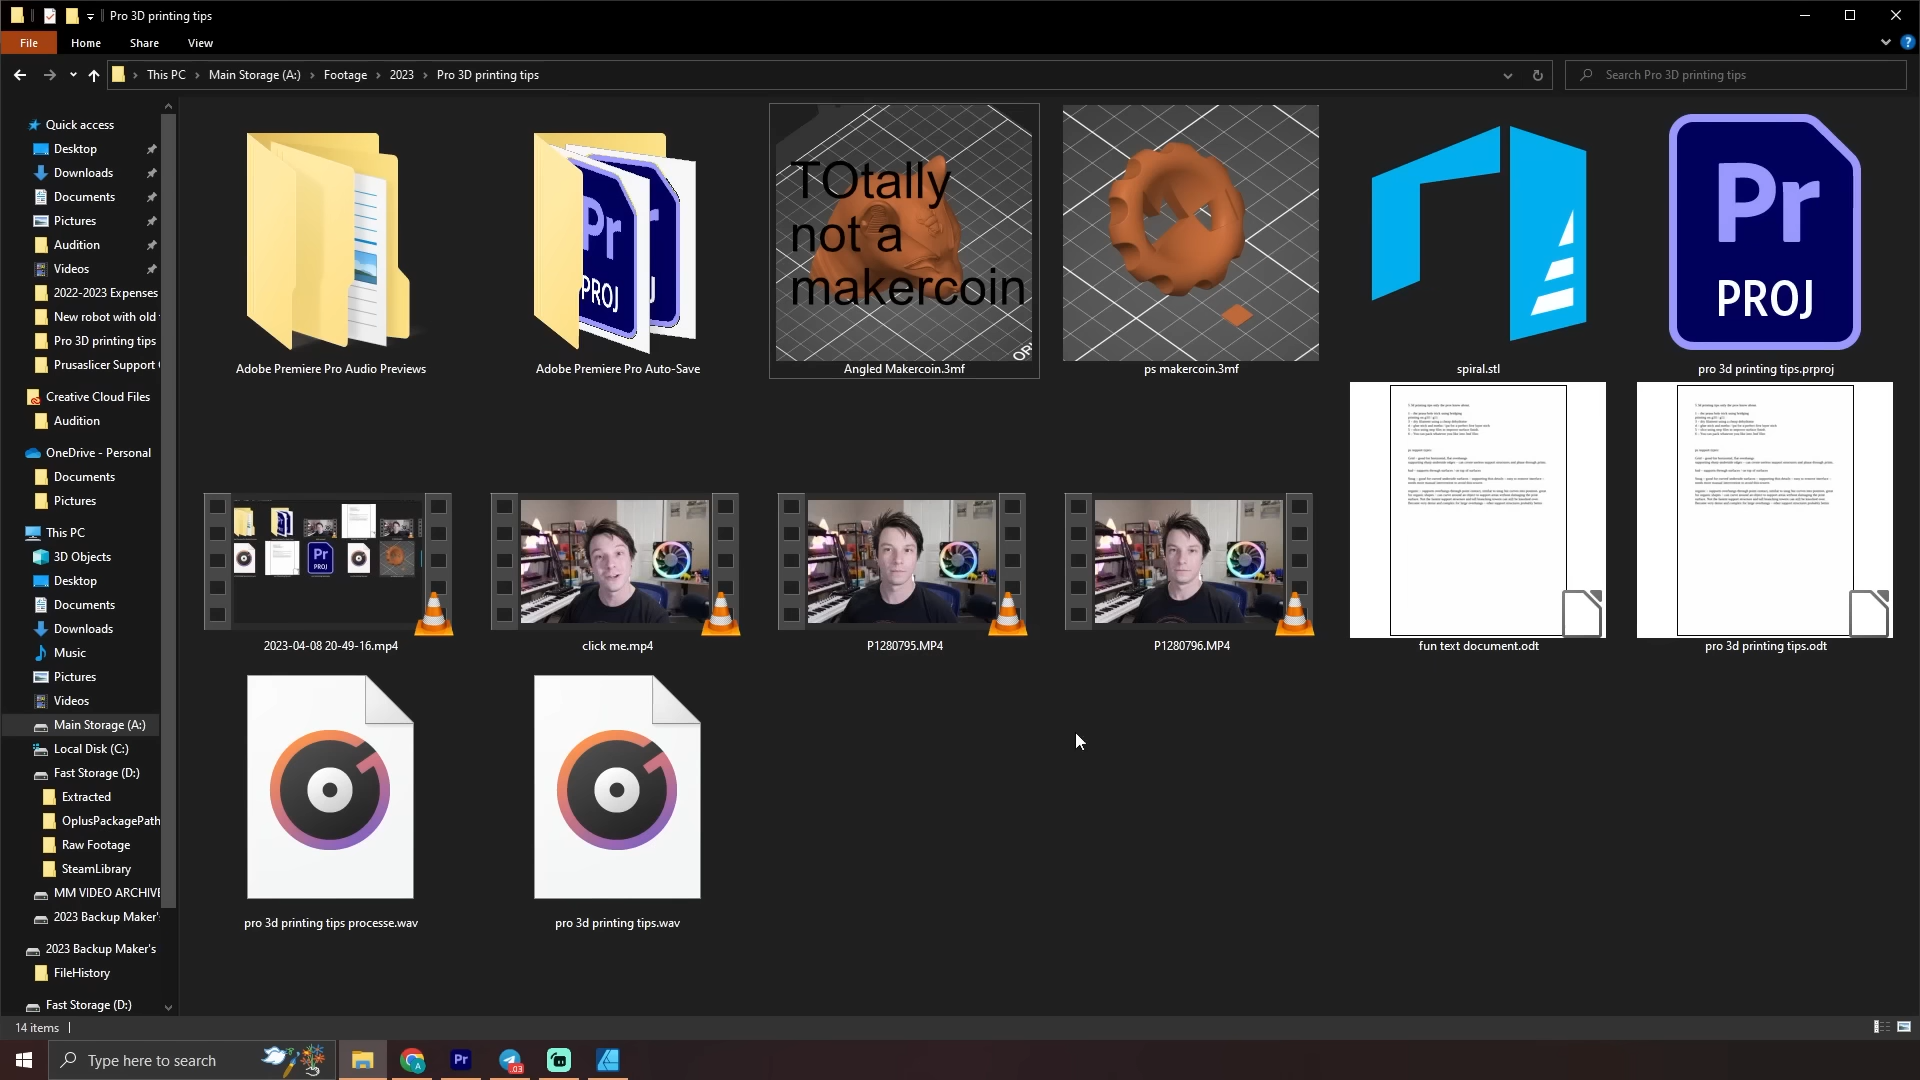 Pro 3D printing tips
File Home Share View
This PC Main Storage (A:) Footage 2023 Pro 3D printing tips
Search Pro 3D printing tips
Quick access
Desktop
Downloads
Documents
Pictures
Audition
Videos
2022-2023 Expenses
New robot with old
Pro 3D printing tips
Prusaslicer Support
Creative Cloud Files
Audition
OneDrive - Personal
Documents
Pictures
This PC
3D Objects
Desktop
Documents
Downloads
Music
Pictures
Videos
Main Storage (A:)
Local Disk (C:)
Fast Storage (D:)
Extracted
OplusPackagePath
Raw Footage
SteamLibrary
MM VIDEO ARCHIVE
2023 Backup Maker's
2023 Backup Maker's
FileHistory
Fast Storage (D:)
Pr
PROJ
TOtally
not a
makercoin
Pr
PROJ
Adobe Premiere Pro Audio Previews
Adobe Premiere Pro Auto-Save
Angled Makercoin.3mf
ps makercoin.3mf
spiral.stl
pro 3d printing tips.prproj
2023-04-08 20-49-16.mp4
click me.mp4
P1280795.MP4
P1280796.MP4
fun text document.odt
pro 3d printing tips.odt
pro 3d printing tips processe.wav
pro 3d printing tips.wav
14 items
Type here to search
Pr
.03